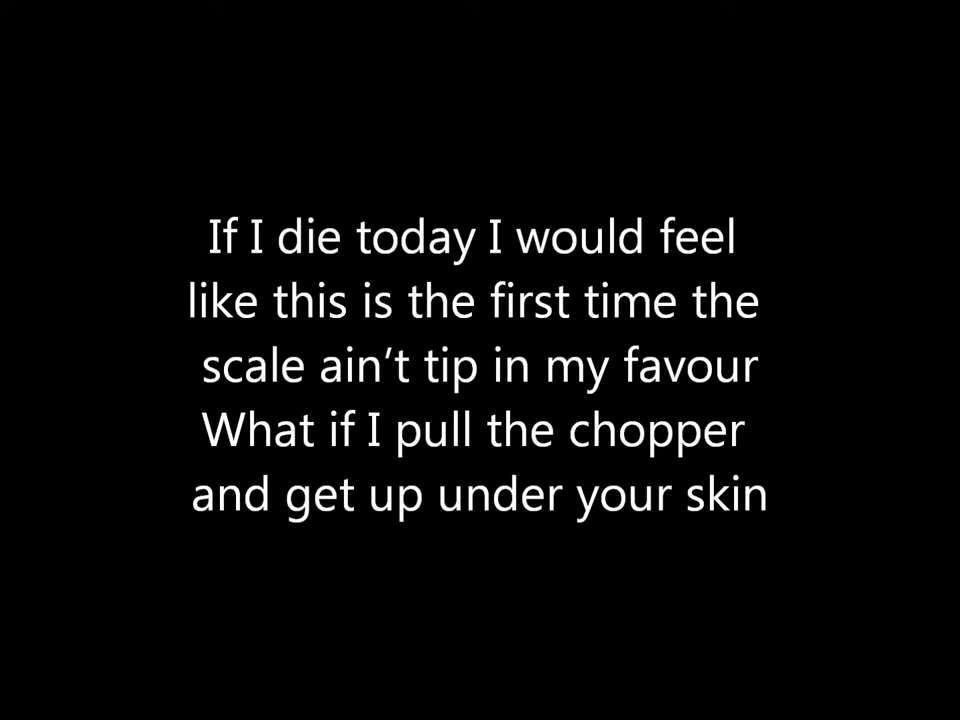 If I die today I would feel
like this is the first time the
scale ain't tip in my favour
What if I pull the chopper
and get up under your skin